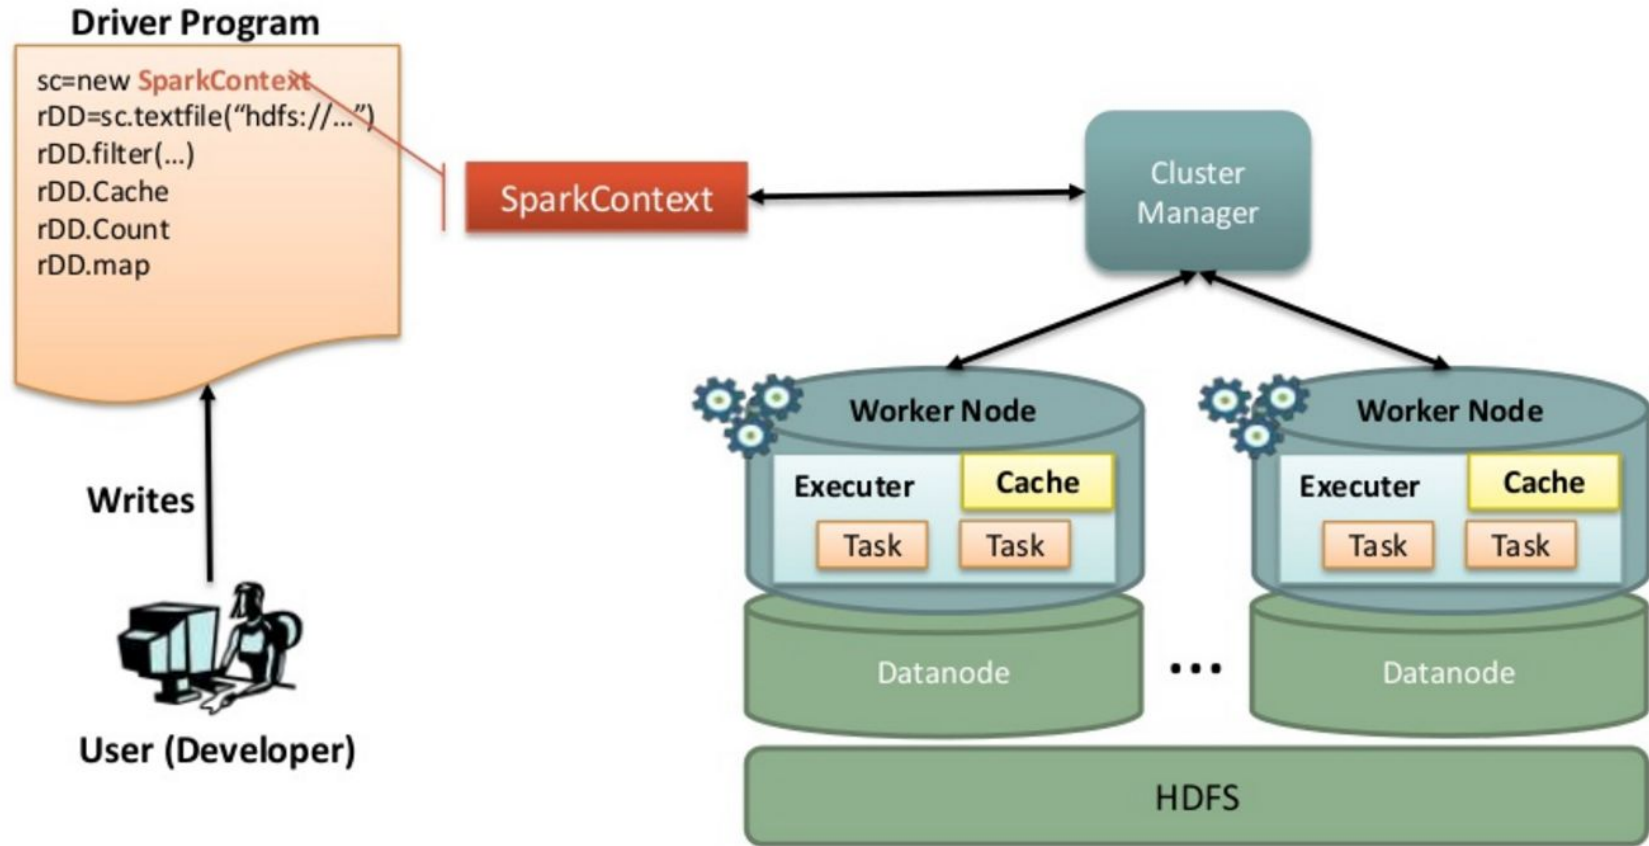 Driver Program
sc=new SparkContext
rDD=sc.textfile(“hdfs://...”)
rDD.filter(...)
rDD.Cache
rDD.Count
rDD.map
SparkContext
Cluster
Manager
Writes
User (Developer)
Worker Node
Executer
Cache
Task
Task
Datanode
Worker Node
Executer
Cache
Task
Task
Datanode
...
HDFS